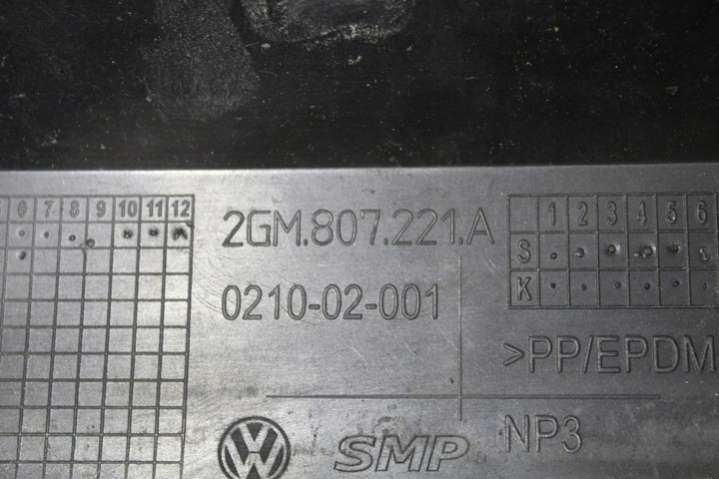 6 7 8 9 10 11 12
2GM.807.221.A
0210-02-001
1 2 3 4 5 6
S
K
>PP/EPDM
NP3
VW
SMP